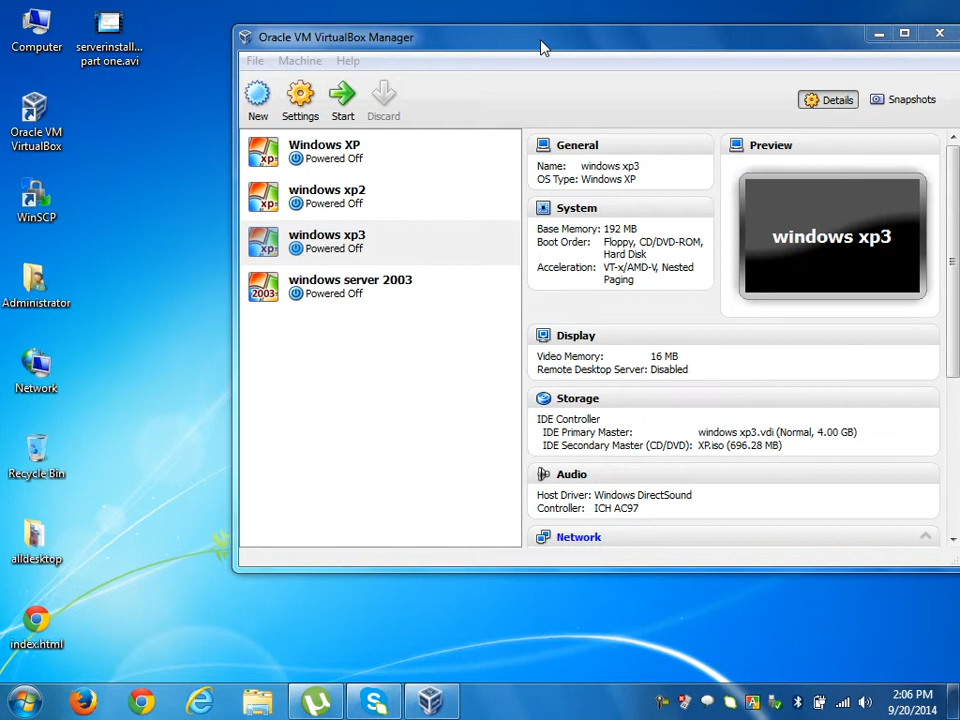 Computer
serverinstall...
part one.avi
Oracle VM
VirtualBox
WinSCP
Administrator
Network
Recycle Bin
alldesktop
index.html
Oracle VM VirtualBox Manager
File Machine Help
New Settings Start Discard
Details Snapshots
Windows XP
Powered Off
windows xp2
Powered Off
windows xp3
Powered Off
windows server 2003
Powered Off
xp
xp
xp
2003
General
Name: windows xp3
OS Type: Windows XP
System
Base Memory: 192 MB
Boot Order: Floppy, CD/DVD-ROM,
Hard Disk
Acceleration: VT-x/AMD-V, Nested
Paging
Preview
windows xp3
Display
Video Memory: 16 MB
Remote Desktop Server: Disabled
Storage
IDE Controller
IDE Primary Master: windows xp3.vdi (Normal, 4.00 GB)
IDE Secondary Master (CD/DVD): XP.iso (696.28 MB)
Audio
Host Driver: Windows DirectSound
Controller: ICH AC97
Network
2:06 PM
9/20/2014